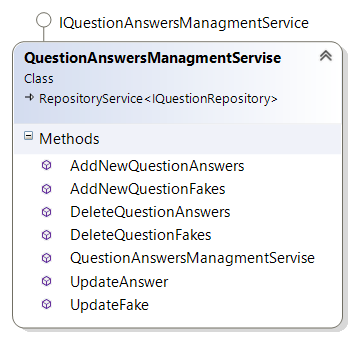 IQuestionAnswersManagmentService
QuestionAnswersManagmentServise
Class
RepositoryService<IQuestionRepository>
Methods
AddNewQuestionAnswers
AddNewQuestionFakes
DeleteQuestionAnswers
DeleteQuestionFakes
QuestionAnswersManagmentServise
UpdateAnswer
UpdateFake